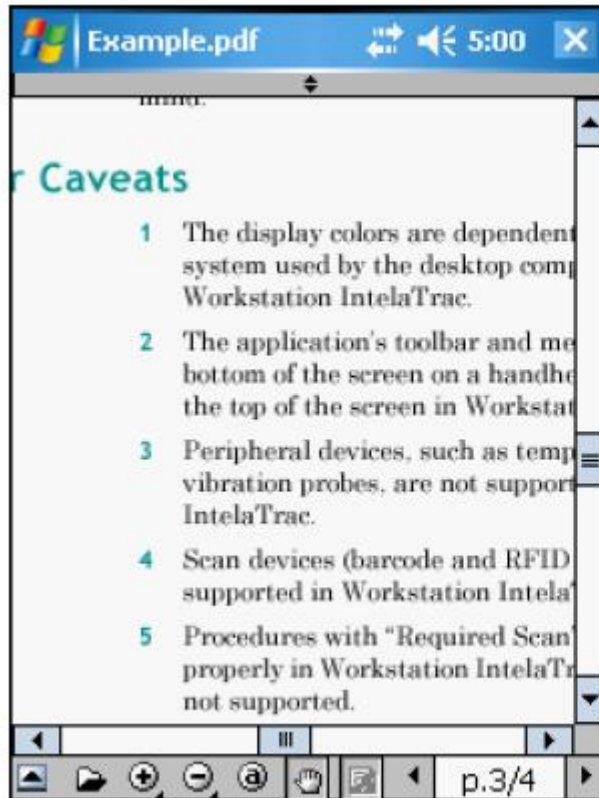 Example.pdf 5:00
r Caveats
1 The display colors are dependent
system used by the desktop comp
Workstation IntelaTrac.
2 The application's toolbar and me
bottom of the screen on a handhe
the top of the screen in Workstat
3 Peripheral devices, such as temp
vibration probes, are not support
IntelaTrac.
4 Scan devices (barcode and RFID
supported in Workstation Intela
5 Procedures with “Required Scan”
properly in Workstation IntelaTr
not supported.
p.3/4